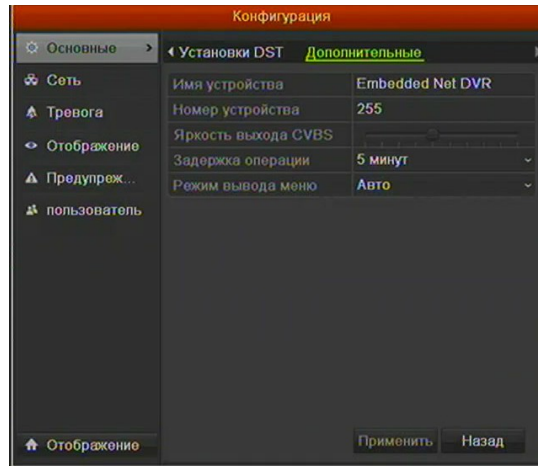 Конфигурация
Основные
Установки DST Дополнительные
Сеть
Имя устройства Embedded Net DVR
Тревога
Номер устройства 255
Яркость выхода CVBS
Отображение
Задержка операции 5 минут
Предупреж...
Режим вывода меню Авто
пользователь
Отображение
Применить Назад